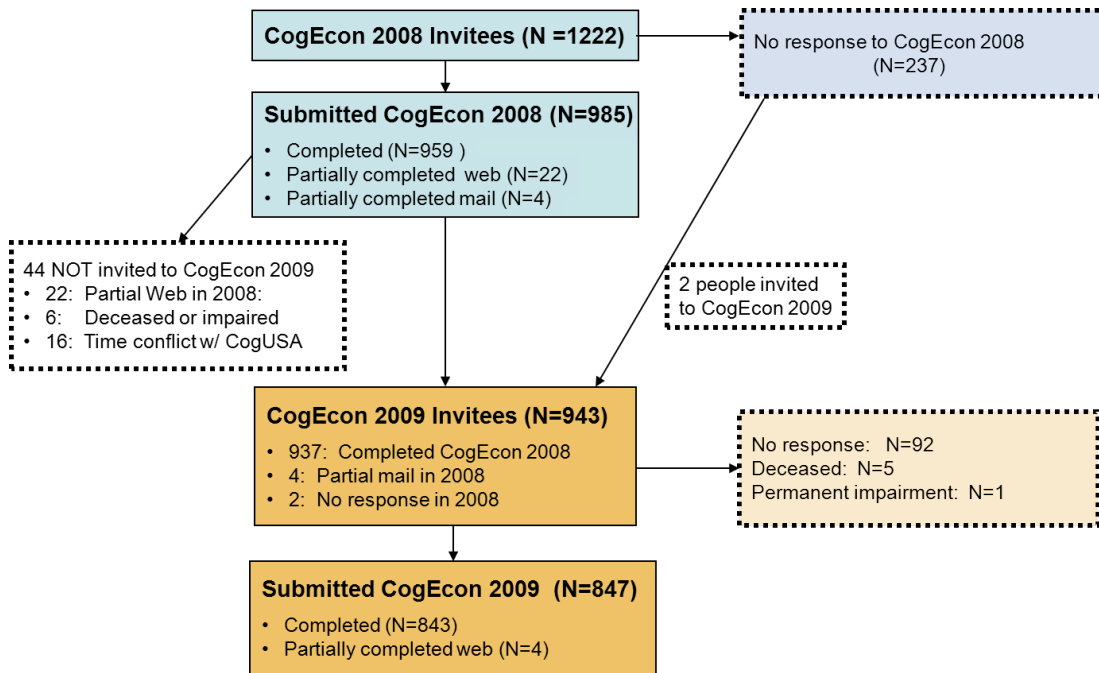 CogEcon 2008 Invitees (N =1222)
No response to CogEcon 2008
(N=237)
Submitted CogEcon 2008 (N=985)
• Completed (N=959 )
• Partially completed web (N=22)
• Partially completed mail (N=4)
44 NOT invited to CogEcon 2009
• 22: Partial Web in 2008:
• 6: Deceased or impaired
• 16: Time conflict w/ CogUSA
2 people invited
to CogEcon 2009
CogEcon 2009 Invitees (N=943)
• 937: Completed CogEcon 2008
• 4: Partial mail in 2008
• 2: No response in 2008
No response: N=92
Deceased: N=5
Permanent impairment: N=1
Submitted CogEcon 2009 (N=847)
• Completed (N=843)
• Partially completed web (N=4)